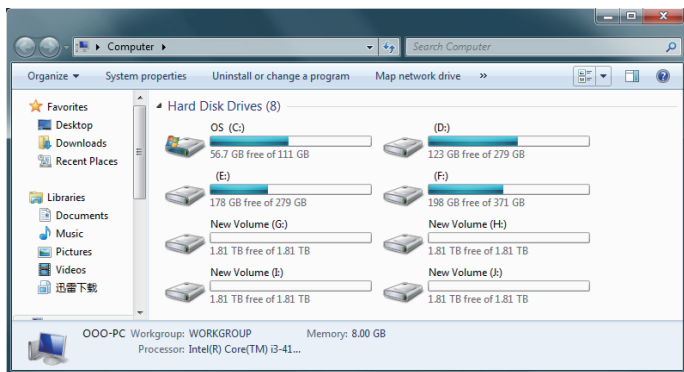 Computer
Search Computer
Organize System properties Uninstall or change a program Map network drive »
Favorites
Desktop
Downloads
Recent Places
Libraries
Documents
Music
Pictures
Videos
迅雷下载
Hard Disk Drives (8)
OS (C:)
56.7 GB free of 111 GB
(D:)
123 GB free of 279 GB
(E:)
178 GB free of 279 GB
(F:)
198 GB free of 371 GB
New Volume (G:)
1.81 TB free of 1.81 TB
New Volume (H:)
1.81 TB free of 1.81 TB
New Volume (I:)
1.81 TB free of 1.81 TB
New Volume (J:)
1.81 TB free of 1.81 TB
OOO-PC Workgroup: WORKGROUP Memory: 8.00 GB
Processor: Intel(R) Core(TM) i3-41...